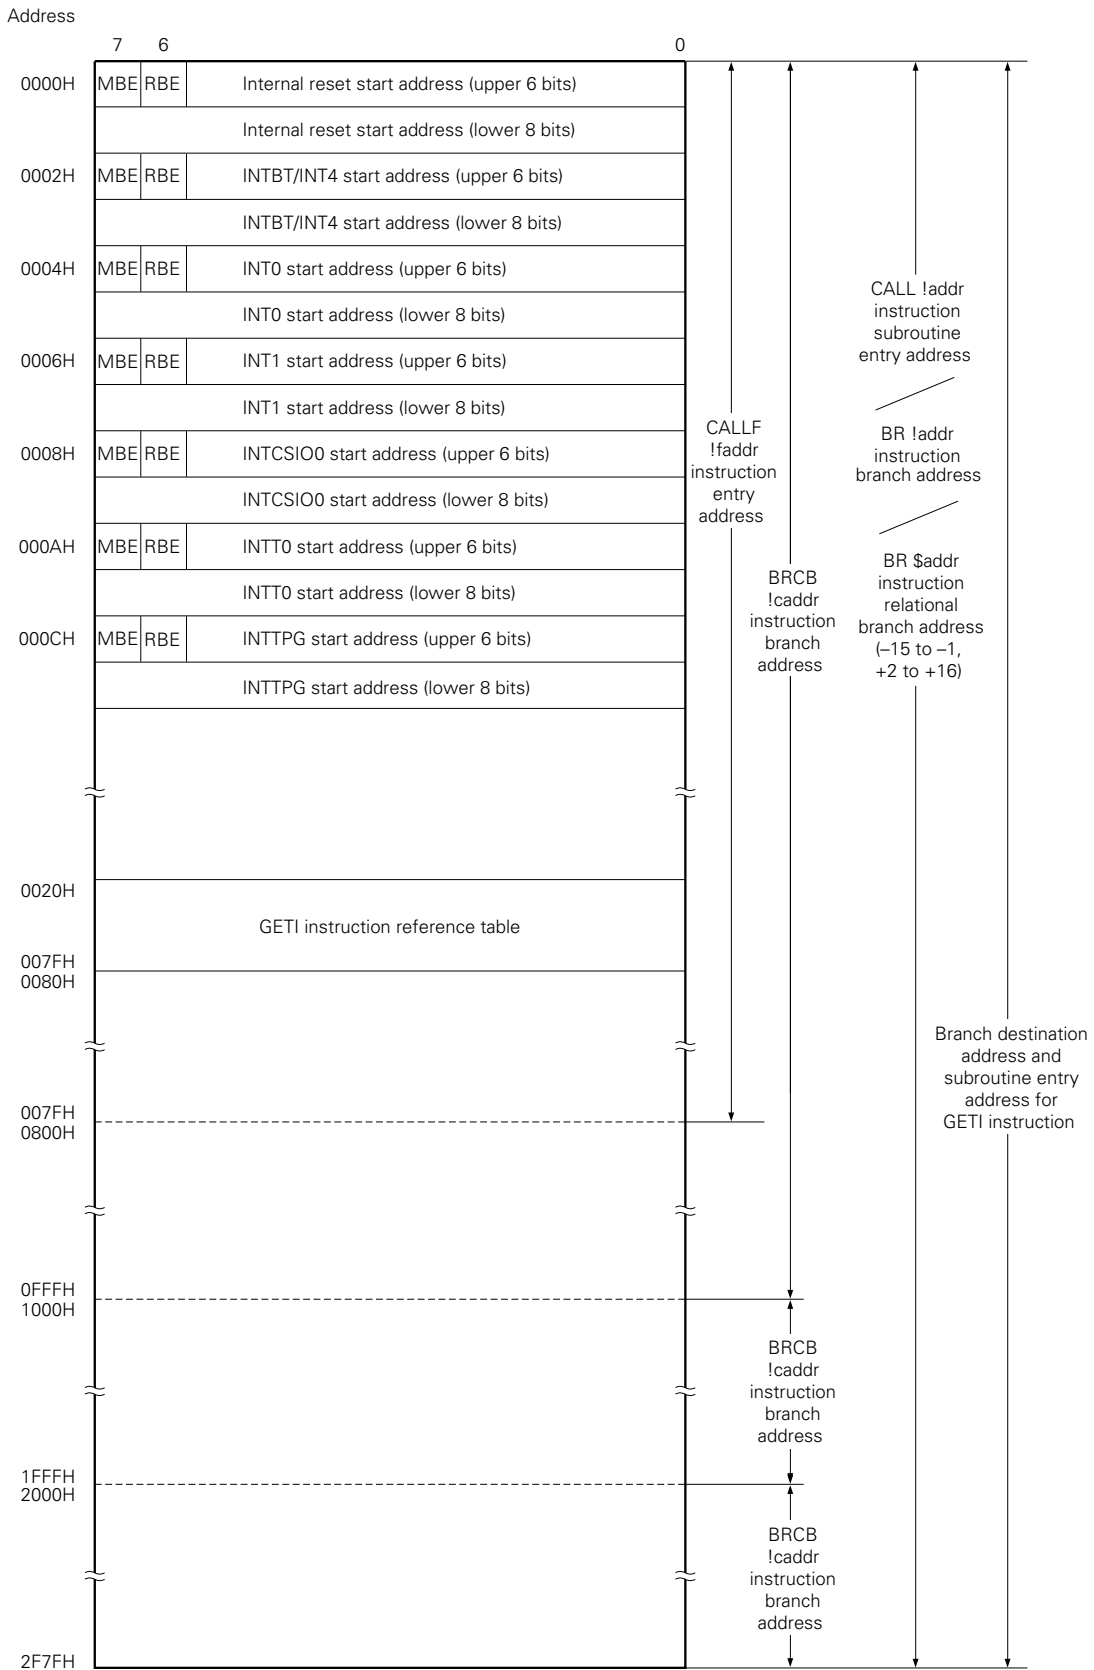 Address
7 6 0
0000H MBE RBE Internal reset start address (upper 6 bits)
Internal reset start address (lower 8 bits)
0002H MBE RBE INTBT/INT4 start address (upper 6 bits)
INTBT/INT4 start address (lower 8 bits)
0004H MBE RBE INT0 start address (upper 6 bits)
INT0 start address (lower 8 bits)
0006H MBE RBE INT1 start address (upper 6 bits)
INT1 start address (lower 8 bits)
0008H MBE RBE INTCSIO0 start address (upper 6 bits)
INTCSIO0 start address (lower 8 bits)
000AH MBE RBE INTT0 start address (upper 6 bits)
INTT0 start address (lower 8 bits)
000CH MBE RBE INTTPG start address (upper 6 bits)
INTTPG start address (lower 8 bits)
0020H
GETI instruction reference table
007FH
0080H
007FH
0800H
0FFFH
1000H
1FFFH
2000H
2F7FH
CALLF
!faddr
instruction
entry
address
BRCB
!caddr
instruction
branch
address
BRCB
!caddr
instruction
branch
address
BRCB
!caddr
instruction
branch
address
CALL !addr
instruction
subroutine
entry address
BR !addr
instruction
branch address
BR $addr
instruction
relational
branch address
(–15 to –1,
+2 to +16)
Branch destination
address and
subroutine entry
address for
GETI instruction